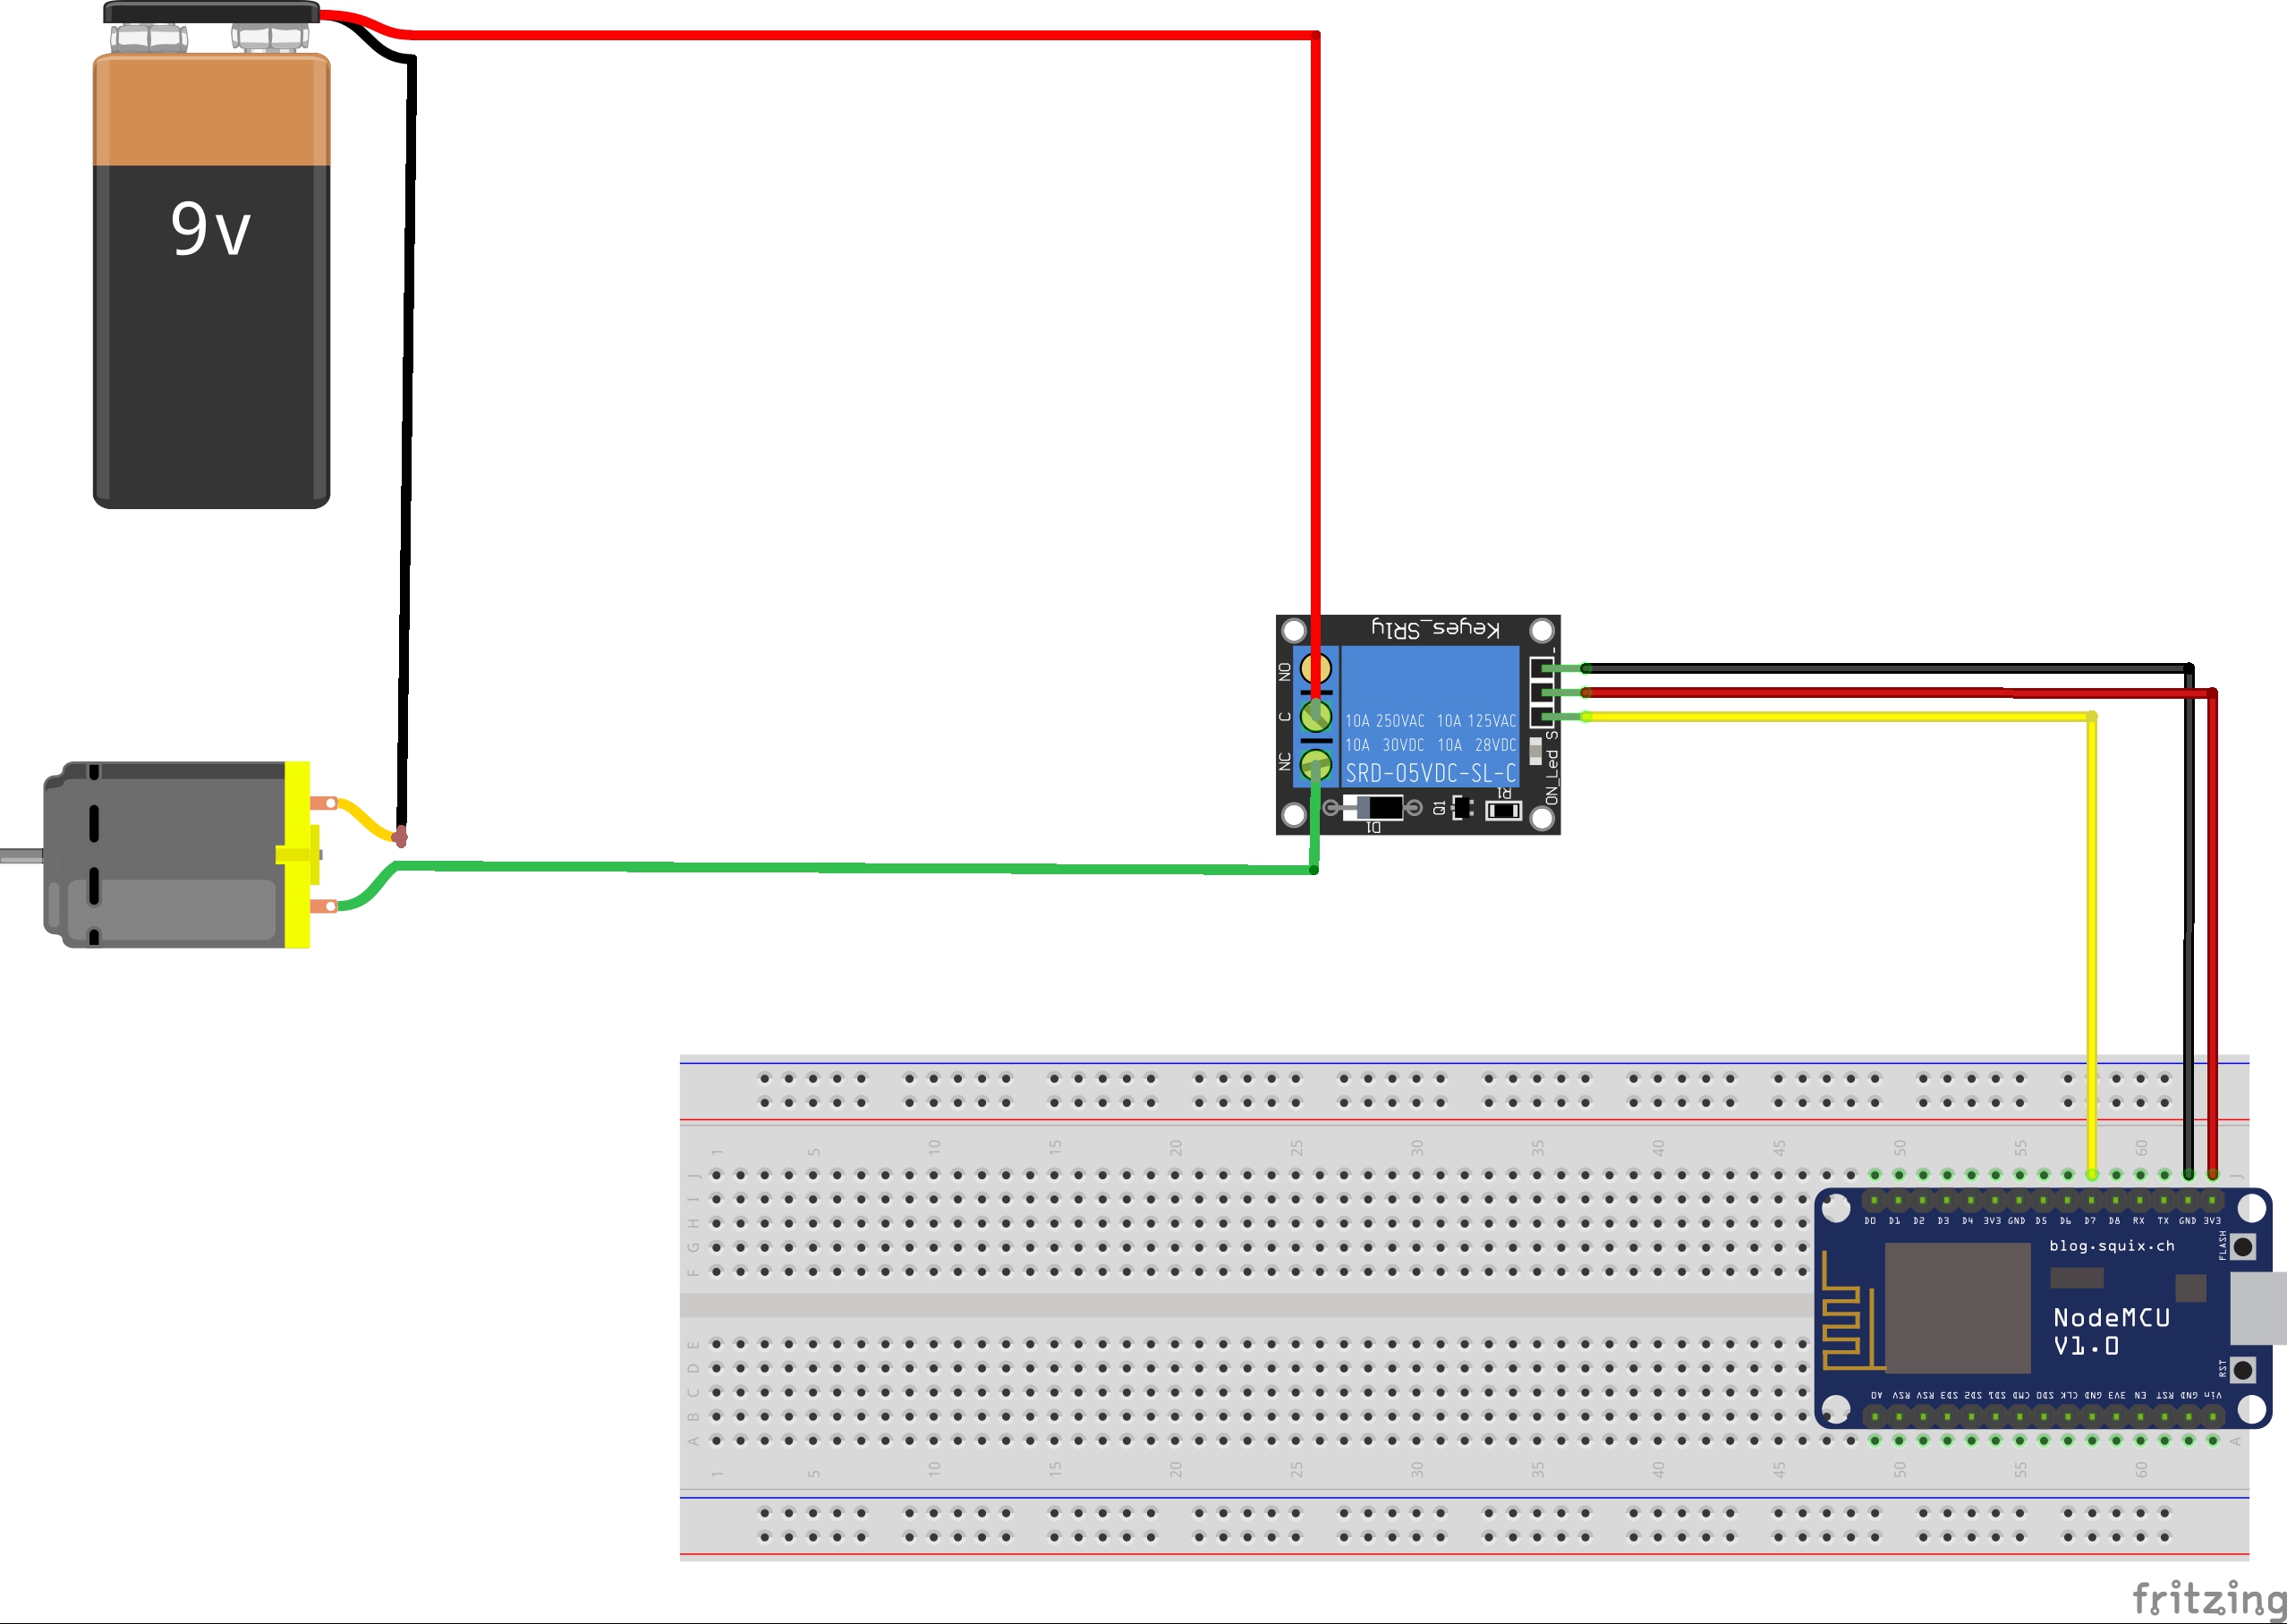 9v
Keyes_SR1y
-
NO
C
NC
10A 250VAC 10A 125VAC
10A 30VDC 10A 28VDC
SRD-05VDC-SL-C
S
ON_Led
D1
Q1
R1
1 5 10 15 20 25 30 35 40 45 50 55 60
J J
I
H
G
F
D0 D1 D2 D3 D4 3V3 GND D5 D6 D7 D8 RX TX GND 3V3
blog.squix.ch
FLASH
NodeMCU
V1.0
RST
E
D
C
B
A A
A0 RSV RSV SD3 SD2 SD1 CMD SD0 CLK GND 3V3 EN RST GND Vin
1 5 10 15 20 25 30 35 40 45 50 55 60
fritzing